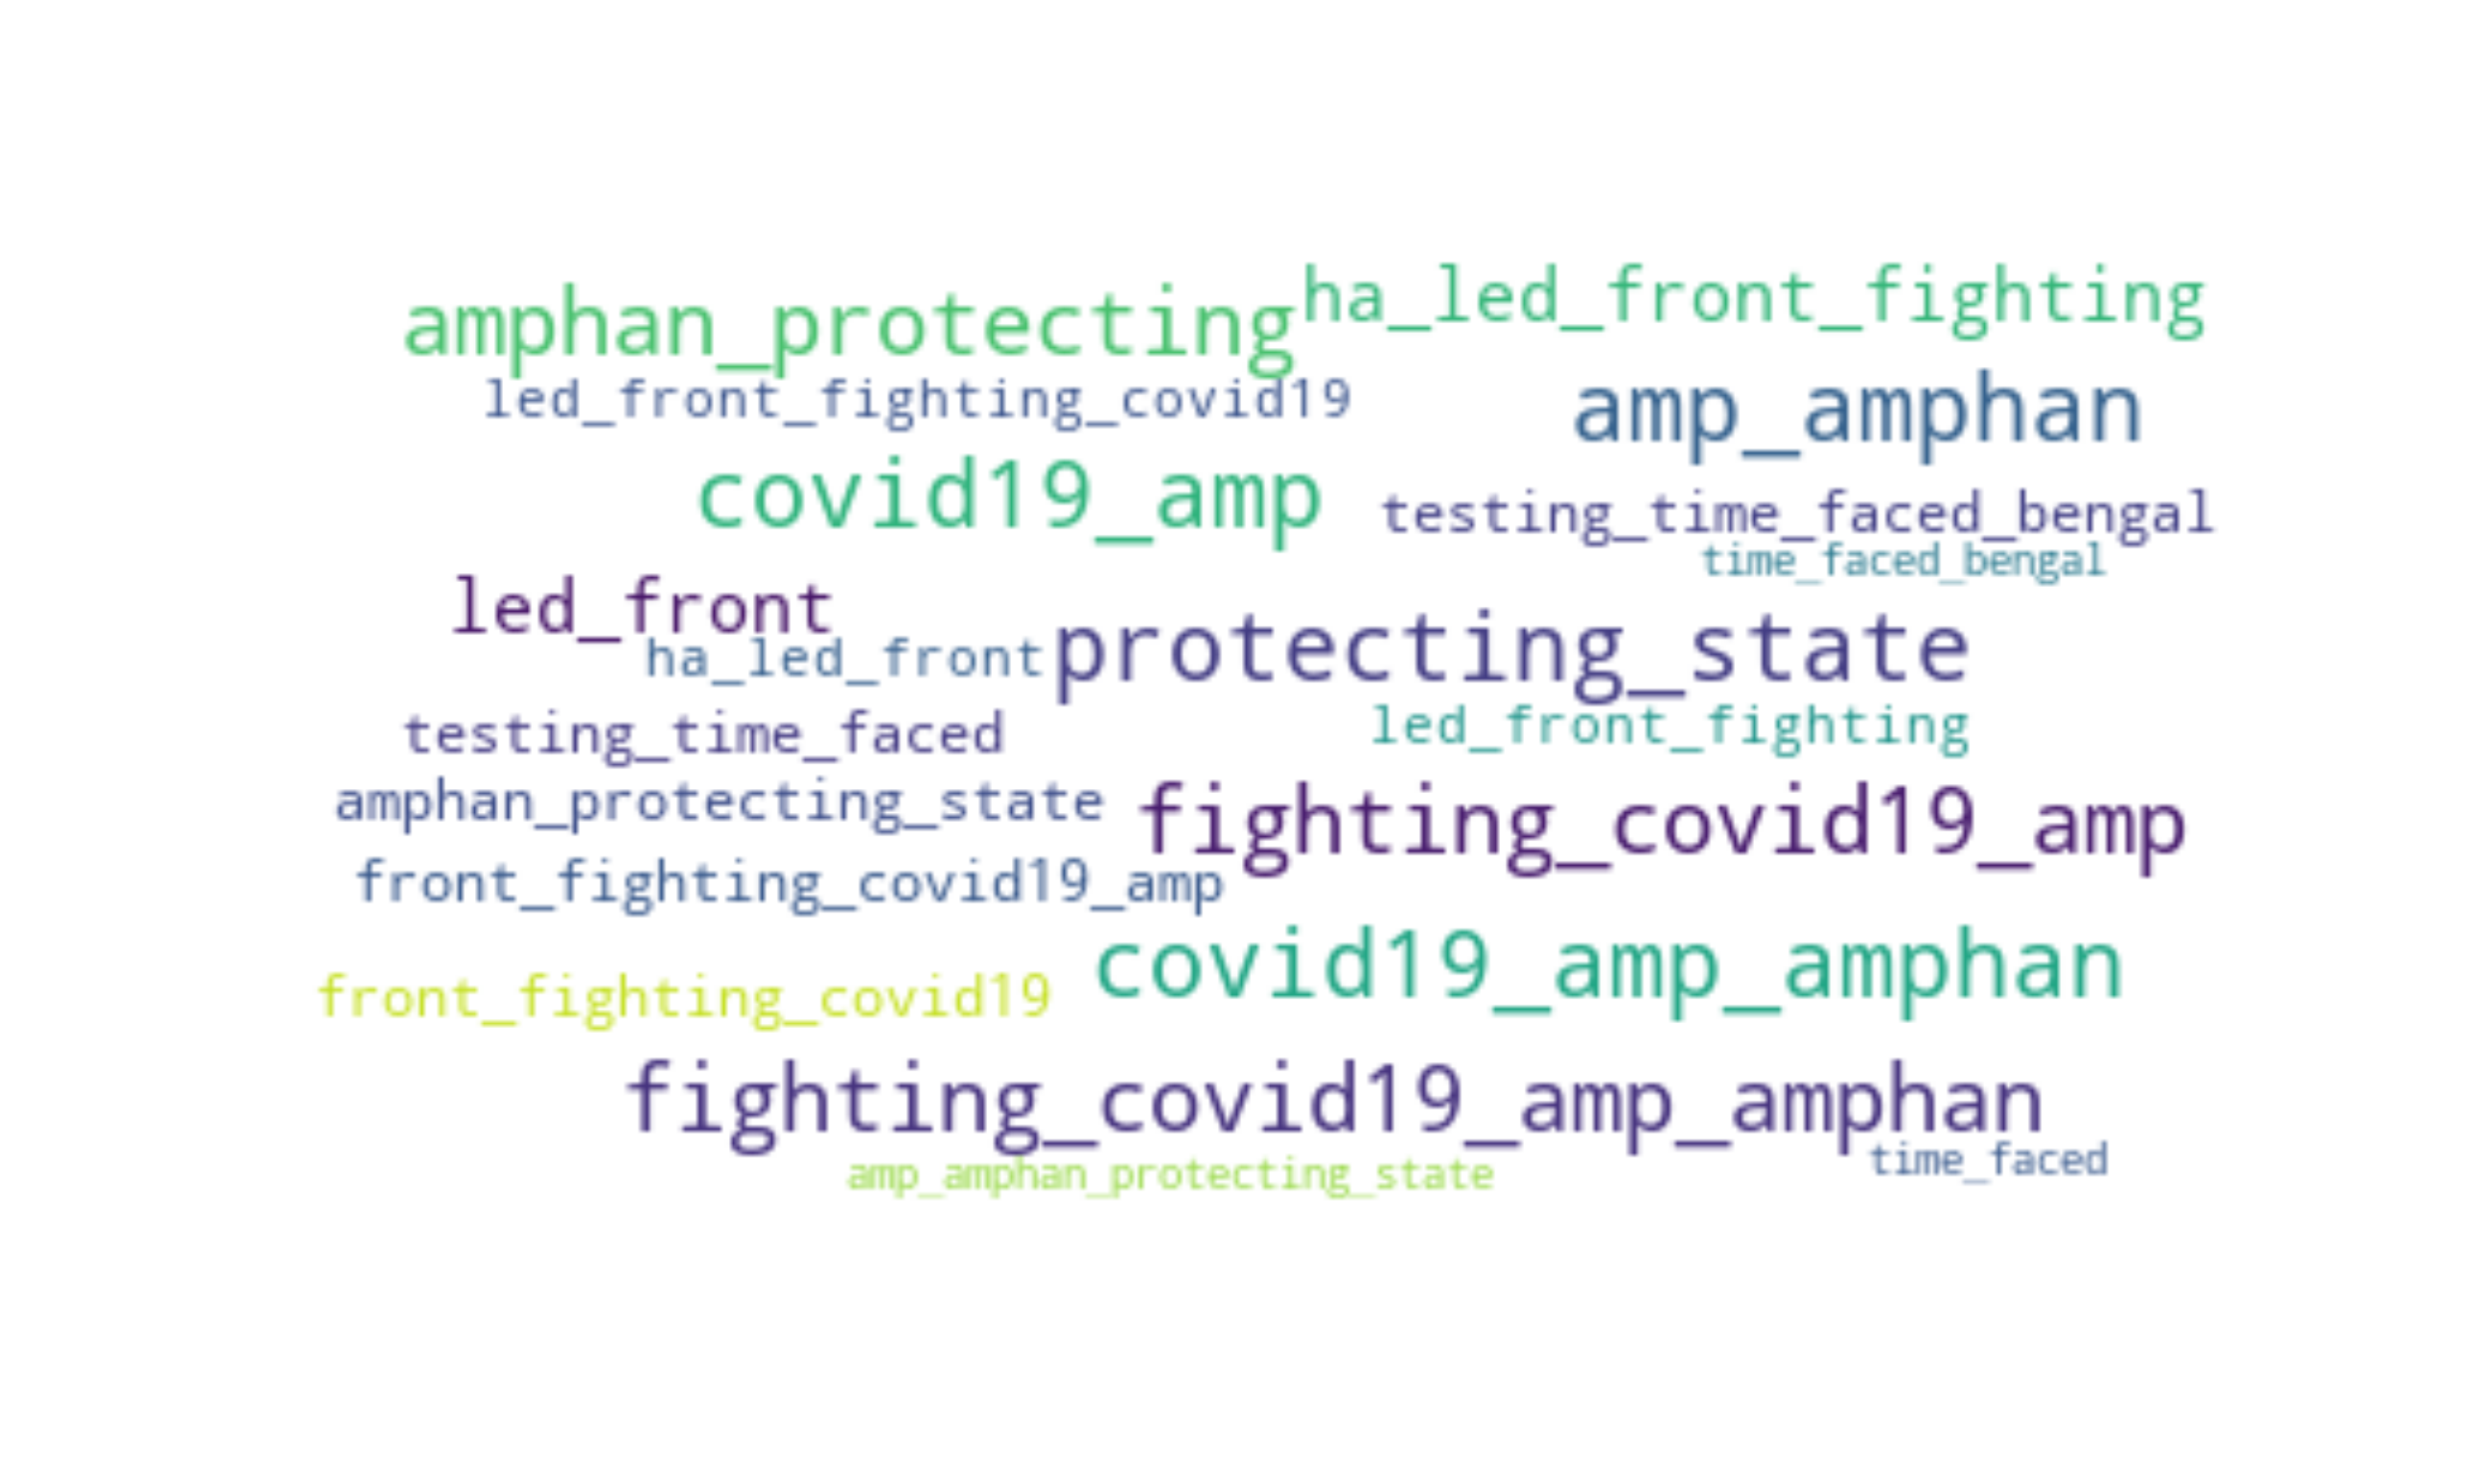 amphan_protecting
ha_led_front_fighting
led_front_fighting_covid19
amp_amphan
covid19_amp
testing_time_faced_bengal
time_faced_bengal
led_front
ha_led_front
protecting_state
testing_time_faced
led_front_fighting
amphan_protecting_state
fighting_covid19_amp
front_fighting_covid19_amp
covid19_amp_amphan
front_fighting_covid19
fighting_covid19_amp_amphan
time_faced
amp_amphan_protecting_state